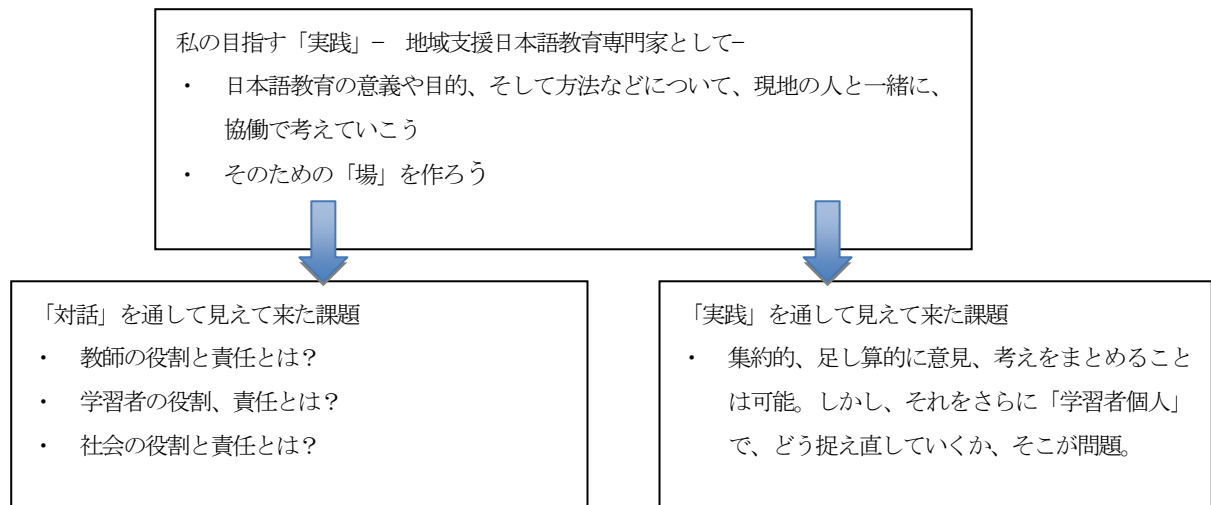 私の目指す「実践」− 地域支援日本語教育専門家として−
・ 日本語教育の意義や目的、そして方法などについて、現地の人と一緒に、
協働で考えていこう
・ そのための「場」を作ろう
「対話」を通して見えて来た課題
・ 教師の役割と責任とは？
・ 学習者の役割、責任とは？
・ 社会の役割と責任とは？
「実践」を通して見えて来た課題
・ 集約的、足し算的に意見、考えをまとめること
は可能。しかし、それをさらに「学習者個人」
で、どう捉え直していくか、そこが問題。